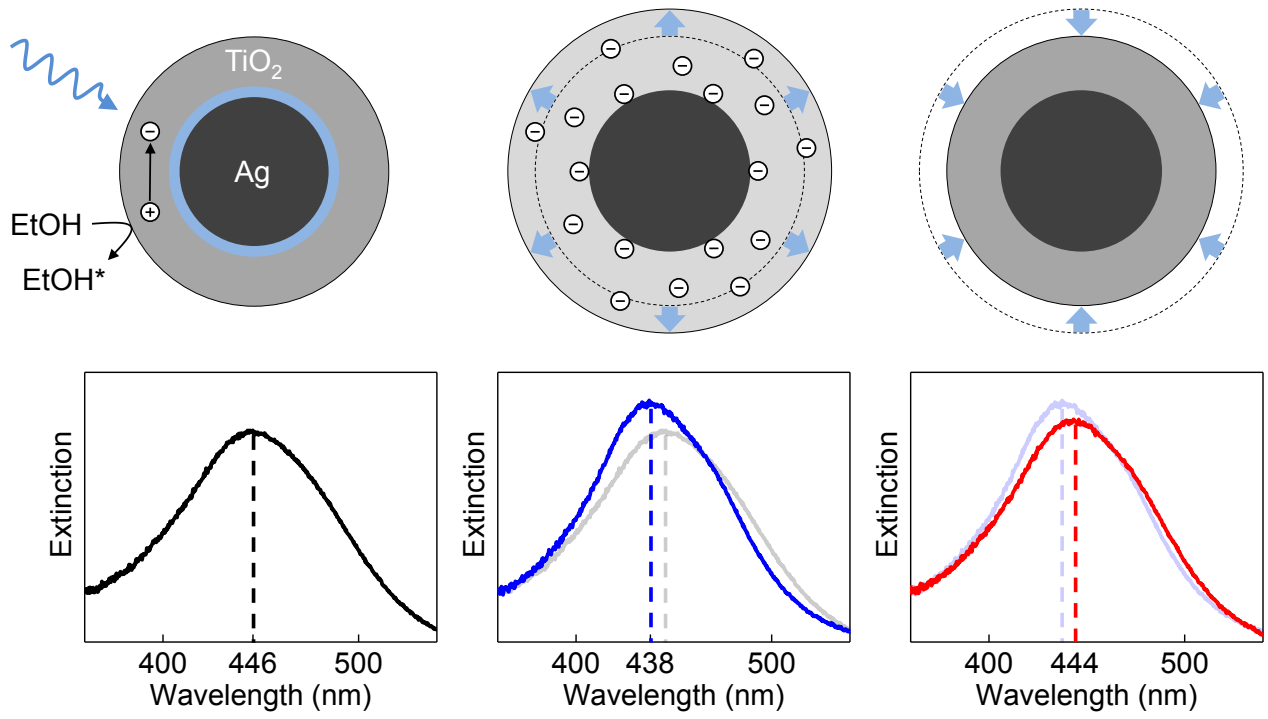 TiO₂
Ag
EtOH
EtOH*
−
+
− − − − − − − − − − − − − − − − − − − −
Extinction
400 446 500
Wavelength (nm)
Extinction
400 438 500
Wavelength (nm)
Extinction
400 444 500
Wavelength (nm)